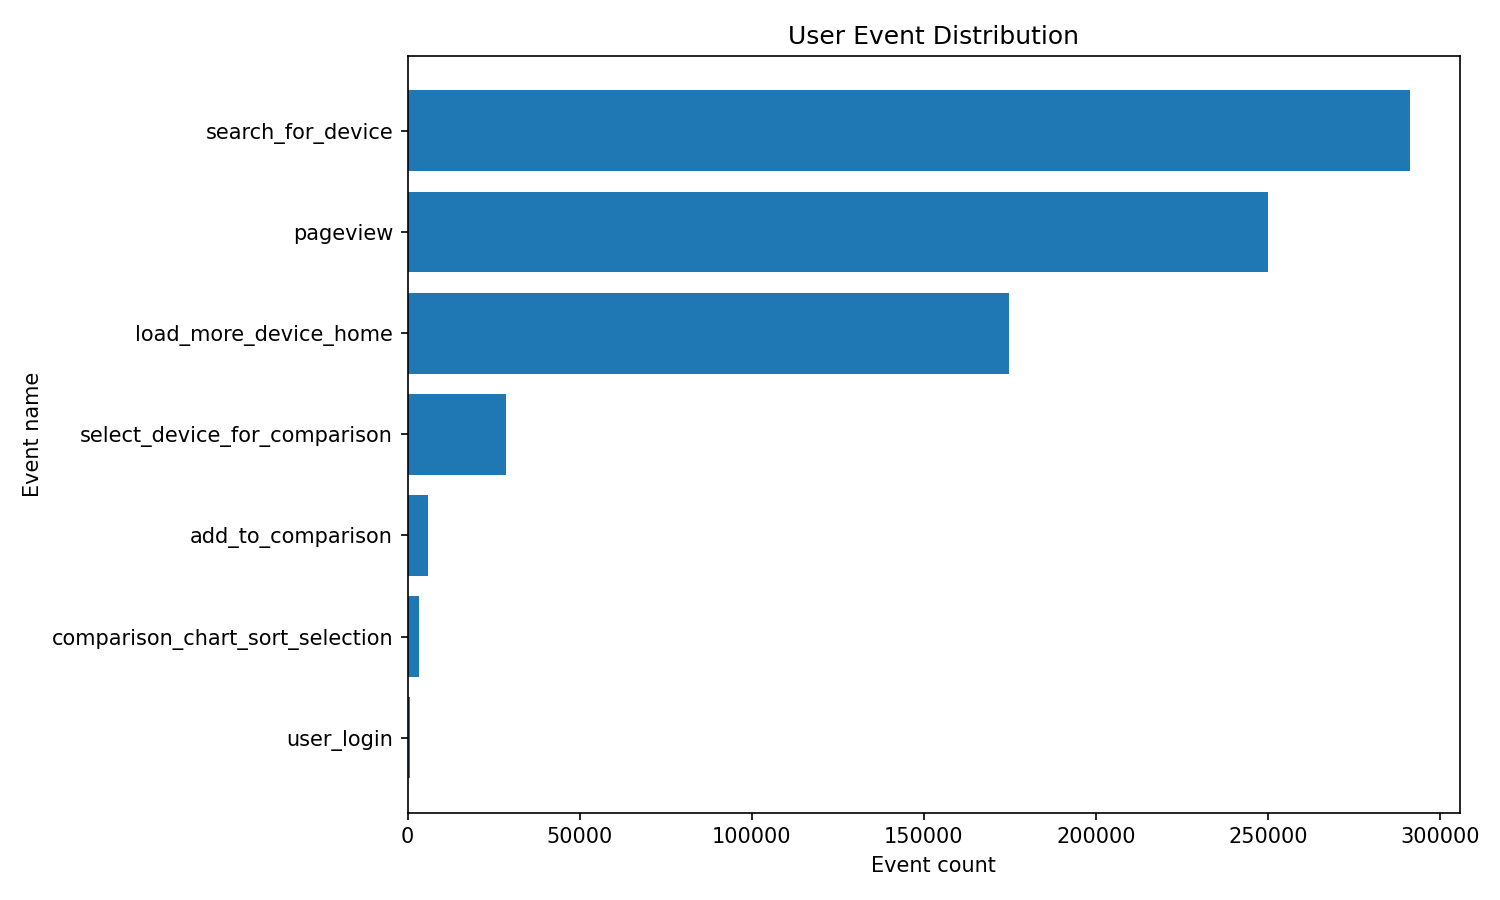 User Event Distribution
search_for_device
pageview
load_more_device_home
select_device_for_comparison
add_to_comparison
comparison_chart_sort_selection
user_login
Event name
0 50000 100000 150000 200000 250000 300000
Event count